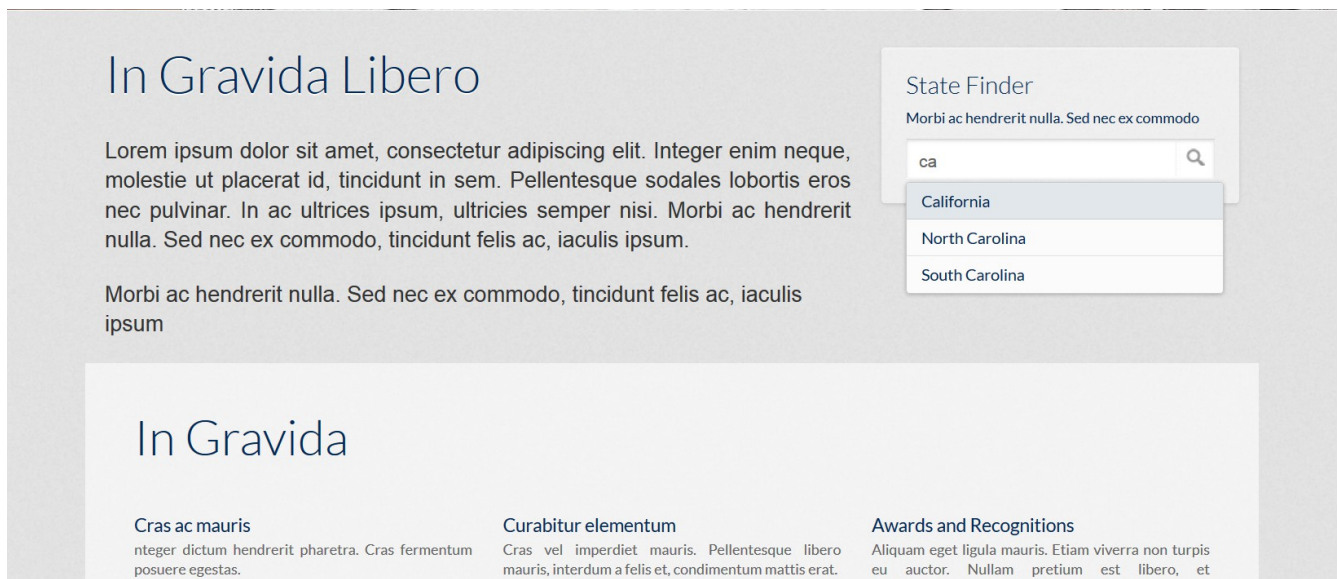 In Gravida Libero
Lorem ipsum dolor sit amet, consectetur adipiscing elit. Integer enim neque,
molestie ut placerat id, tincidunt in sem. Pellentesque sodales lobortis eros
nec pulvinar. In ac ultrices ipsum, ultricies semper nisi. Morbi ac hendrerit
nulla. Sed nec ex commodo, tincidunt felis ac, iaculis ipsum.
Morbi ac hendrerit nulla. Sed nec ex commodo, tincidunt felis ac, iaculis
ipsum
State Finder
Morbi ac hendrerit nulla. Sed nec ex commodo
ca
California
North Carolina
South Carolina
In Gravida
Cras ac mauris
nteger dictum hendrerit pharetra. Cras fermentum
posuere egestas.
Curabitur elementum
Cras vel imperdiet mauris. Pellentesque libero
mauris, interdum a felis et, condimentum mattis erat.
Awards and Recognitions
Aliquam eget ligula mauris. Etiam viverra non turpis
eu auctor. Nullam pretium est libero, et